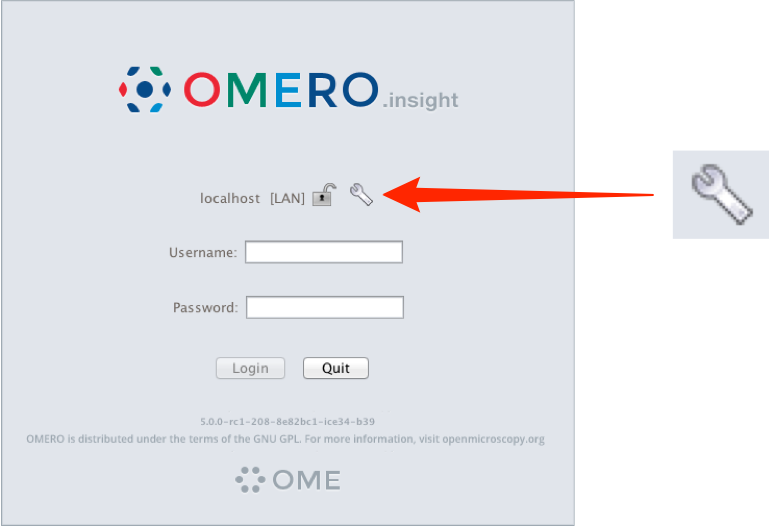 OMERO.insight
localhost [LAN]
Username:
Password:
Login Quit
5.0.0-rc1-208-8e82bc1-ice34-b39
OMERO is distributed under the terms of the GNU GPL. For more information, visit openmicroscopy.org
OME